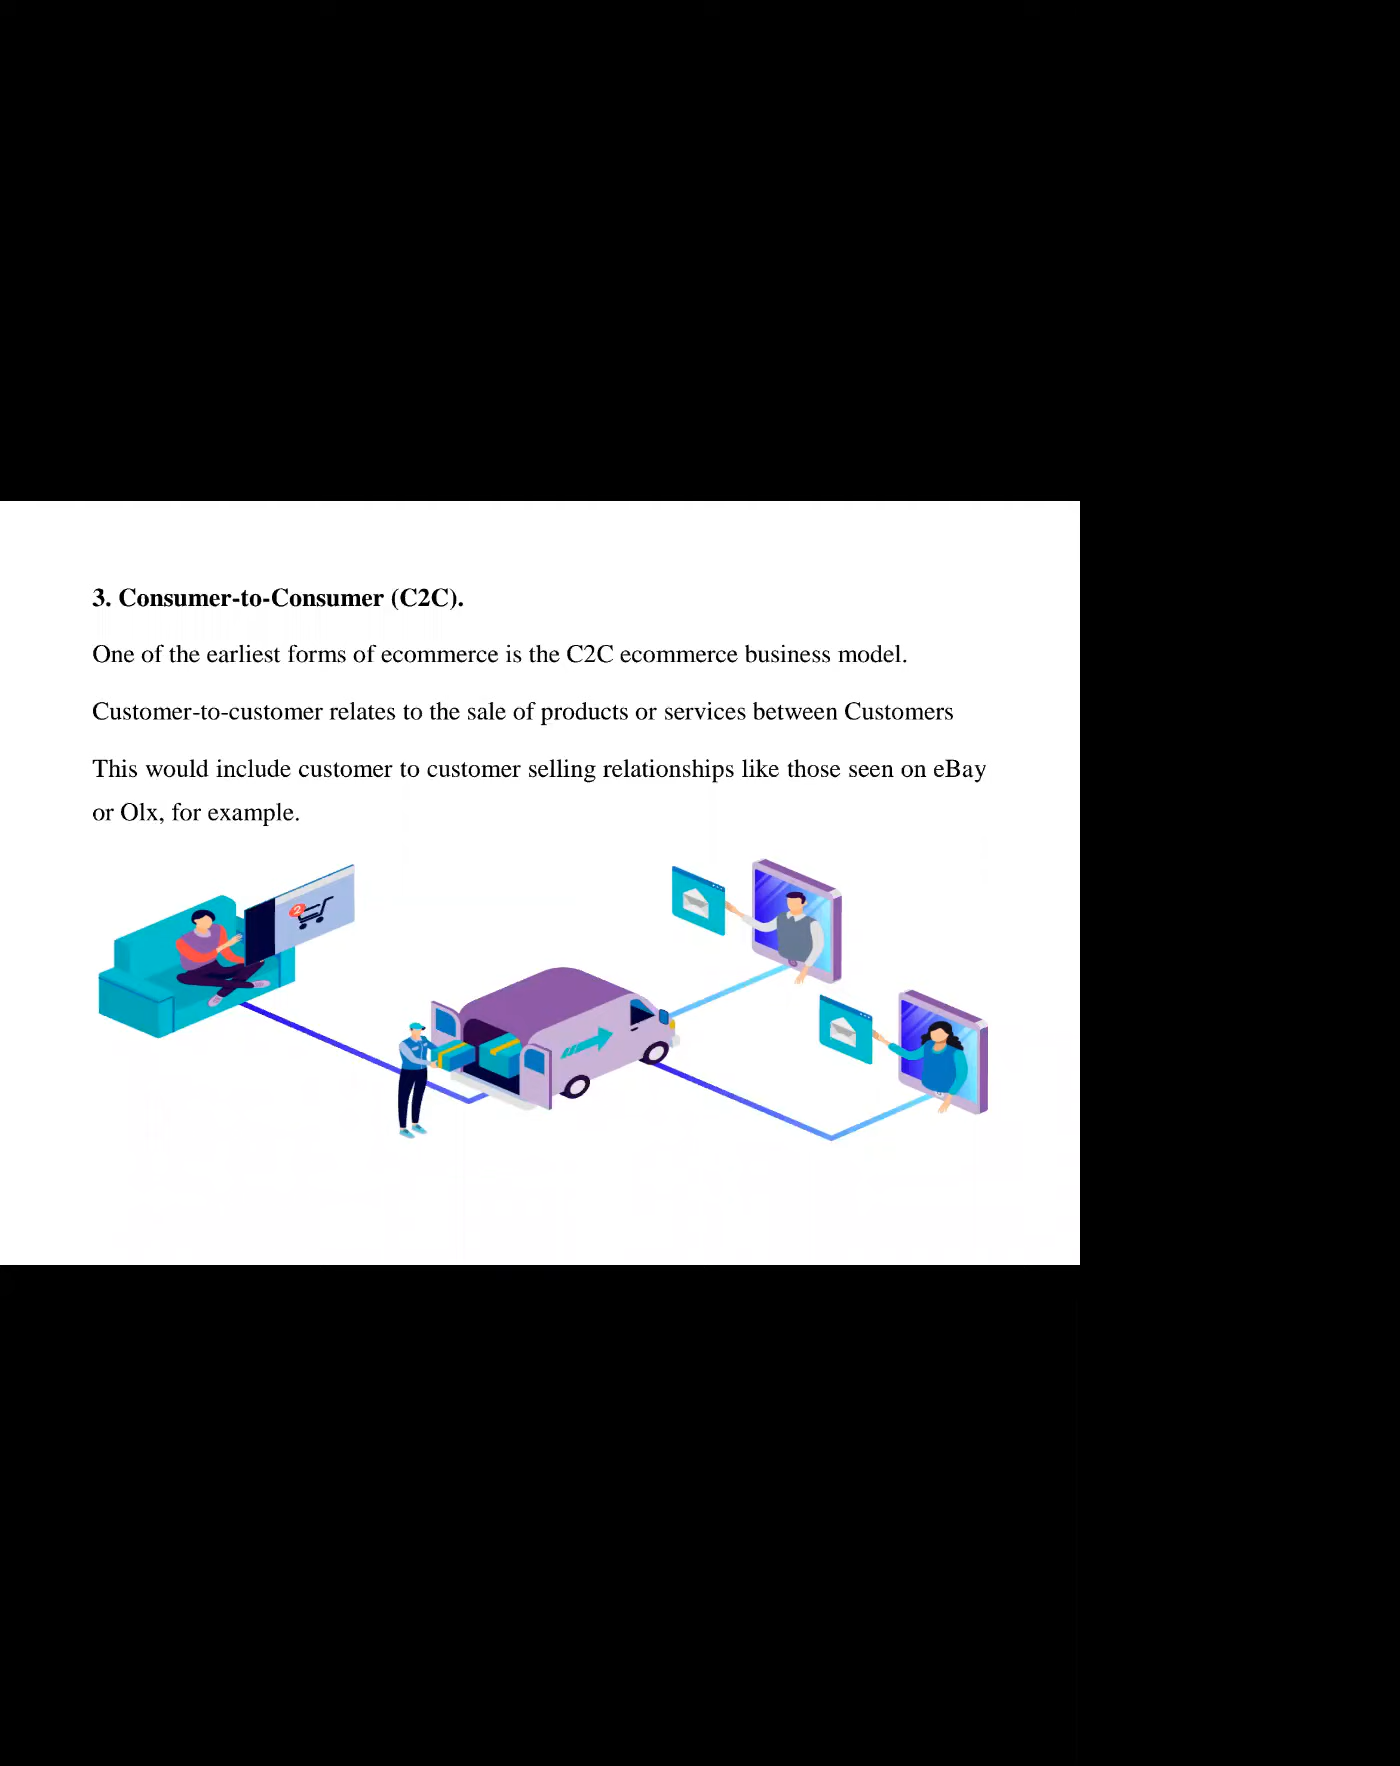 3. Consumer-to-Consumer (C2C).
One of the earliest forms of ecommerce is the C2C ecommerce business model.
Customer-to-customer relates to the sale of products or services between Customers
This would include customer to customer selling relationships like those seen on eBay
or Olx, for example.
2